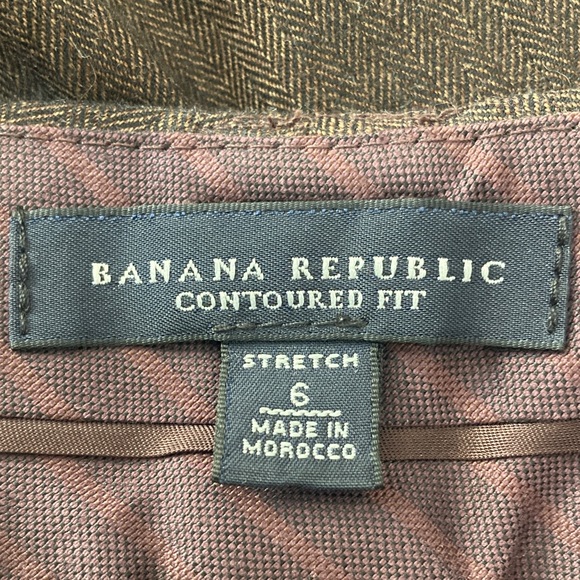 BANANA REPUBLIC
CONTOURED FIT
STRETCH
6
MADE IN
MOROCCO